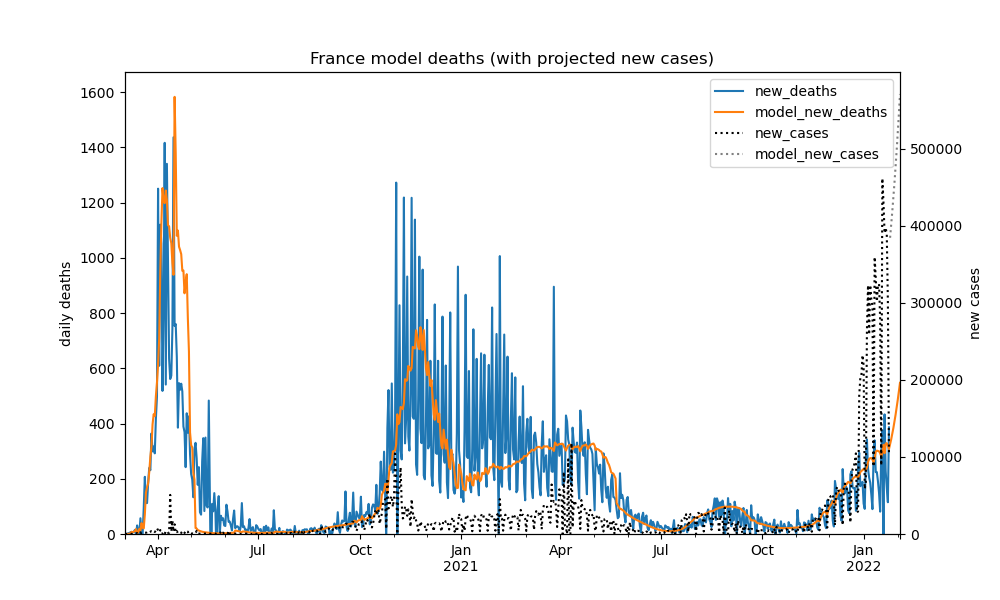 France model deaths (with projected new cases)
new_deaths
model_new_deaths
new_cases
model_new_cases
1600
1400
1200
1000
800
600
400
200
0
daily deaths
500000
400000
300000
200000
100000
0
new cases
Apr
Jul
Oct
Jan
2021
Apr
Jul
Oct
Jan
2022